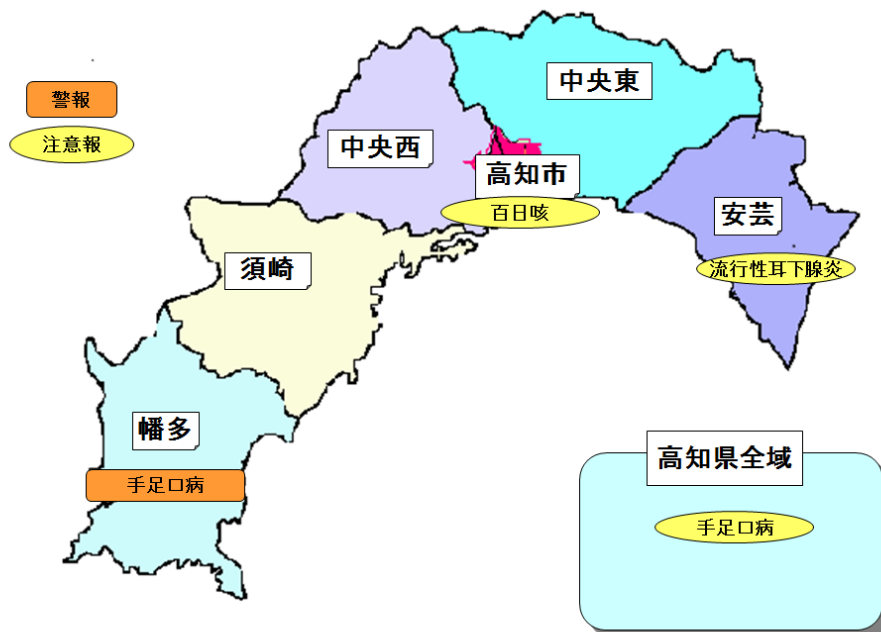 警報
注意報
中央東
中央西
高知市
百日咳
安芸
流行性耳下腺炎
須崎
幡多
手足口病
高知県全域
手足口病